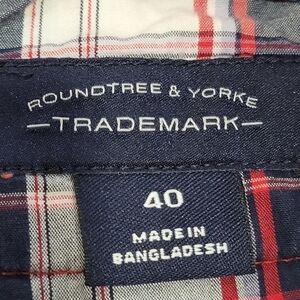 ROUNDTREE & YORKE
—TRADEMARK—
40
MADE IN
BANGLADESH